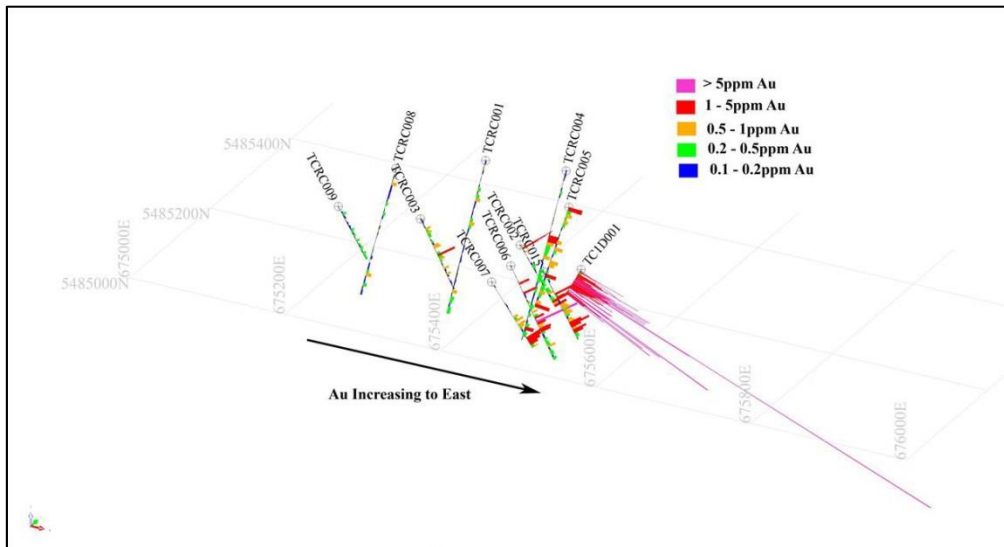 > 5ppm Au
1 - 5ppm Au
0.5 - 1ppm Au
0.2 - 0.5ppm Au
0.1 - 0.2ppm Au
TCRC009
TCRC008
TCRC003
TCRC001
TCRC007
TCRC006
TCRC002
TCRC015
TCRC004
TCRC005
TC1D001
5485400N
5485200N
5485000N
675000E
675200E
675400E
675600E
675800E
676000E
Au Increasing to East